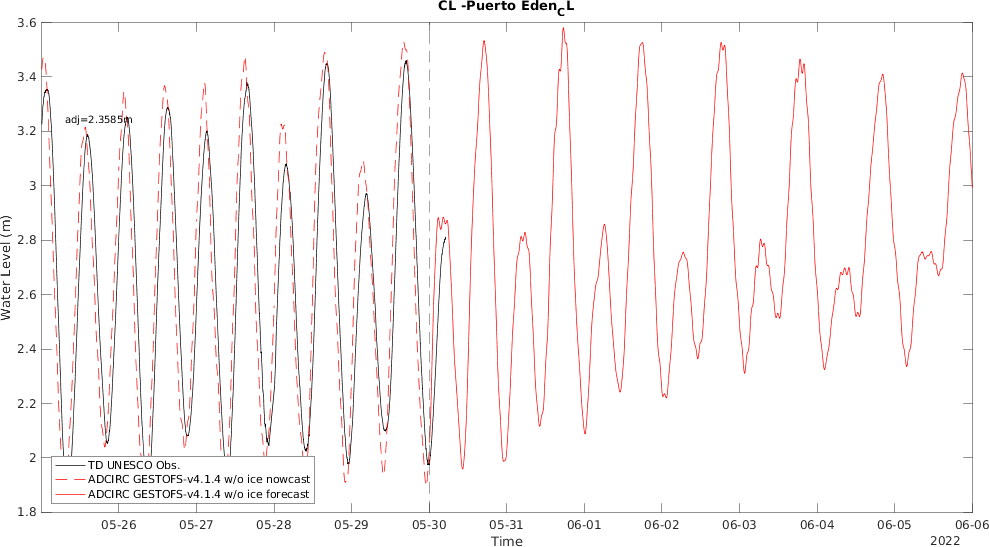 CL -Puerto Eden_CL
3.6
3.4
3.2
3
2.8
2.6
2.4
2.2
2
1.8
Water Level (m)
adj=2.3585m
TD UNESCO Obs.
ADCIRC GESTOFS-v4.1.4 w/o ice nowcast
ADCIRC GESTOFS-v4.1.4 w/o ice forecast
05-26 05-27 05-28 05-29 05-30 05-31 06-01 06-02 06-03 06-04 06-05 06-06
Time
2022